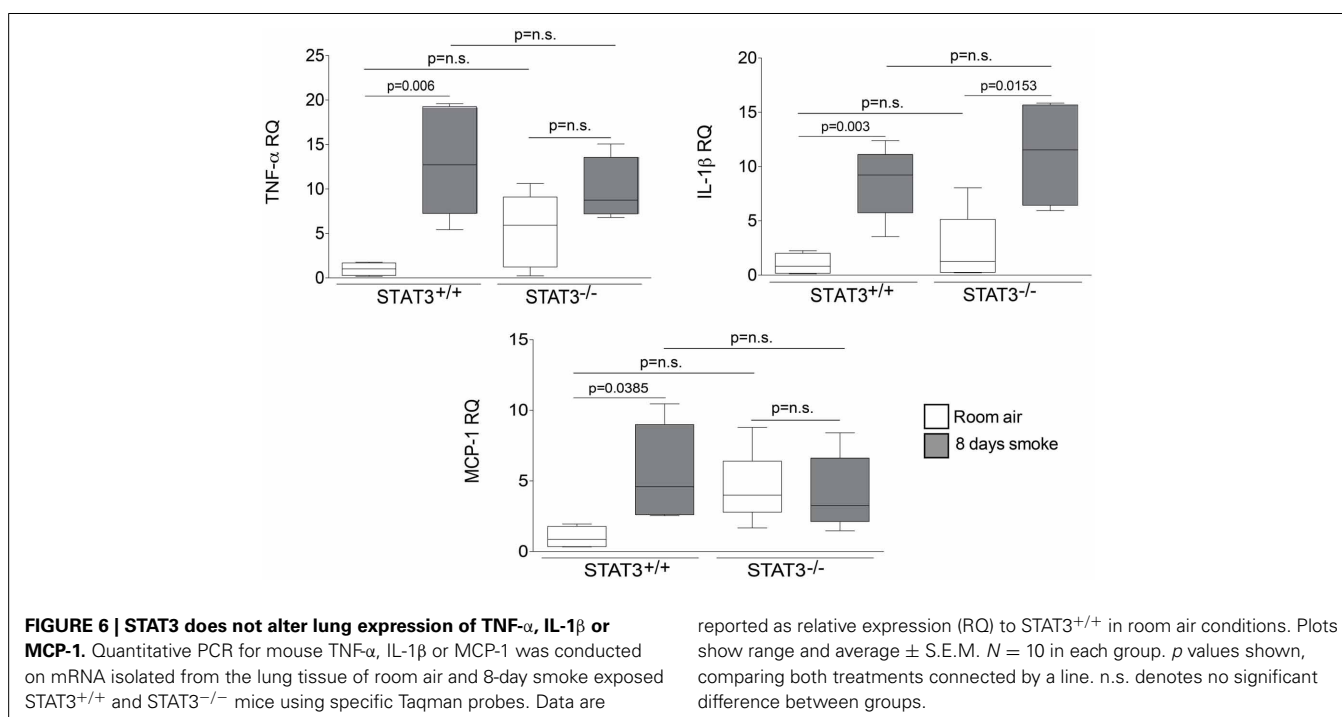 p=n.s.
p=n.s.
p=0.006
p=n.s.
25
20
15
10
5
0
TNF-α RQ
STAT3+/+
STAT3-/-
p=n.s.
p=0.0153
p=n.s.
p=0.003
20
15
10
5
0
IL-1β RQ
STAT3+/+
STAT3-/-
p=n.s.
p=n.s.
p=0.0385
p=n.s.
15
10
5
0
MCP-1 RQ
STAT3+/+
STAT3-/-
Room air
8 days smoke
FIGURE 6 | STAT3 does not alter lung expression of TNF-α, IL-1β or
MCP-1. Quantitative PCR for mouse TNF-α, IL-1β or MCP-1 was conducted
on mRNA isolated from the lung tissue of room air and 8-day smoke exposed
STAT3+/+ and STAT3−/− mice using specific Taqman probes. Data are
reported as relative expression (RQ) to STAT3+/+ in room air conditions. Plots
show range and average ± S.E.M. N = 10 in each group. p values shown,
comparing both treatments connected by a line. n.s. denotes no significant
difference between groups.